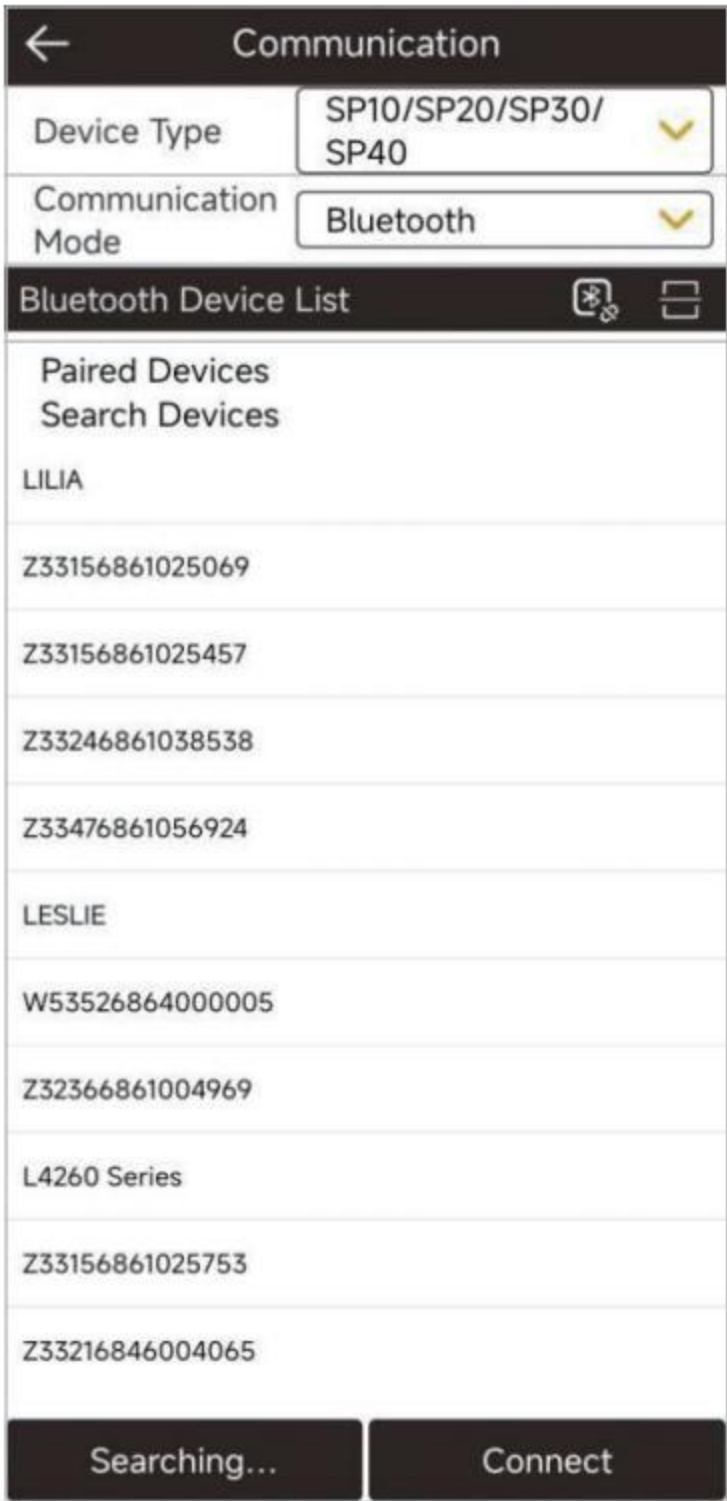 Communication
Device Type
SP10/SP20/SP30/
SP40
Communication
Mode
Bluetooth
Bluetooth Device List
Paired Devices
Search Devices
LILIA
Z33156861025069
Z33156861025457
Z33246861038538
Z33476861056924
LESLIE
W53526864000005
Z32366861004969
L4260 Series
Z33156861025753
Z33216846004065
Searching...
Connect